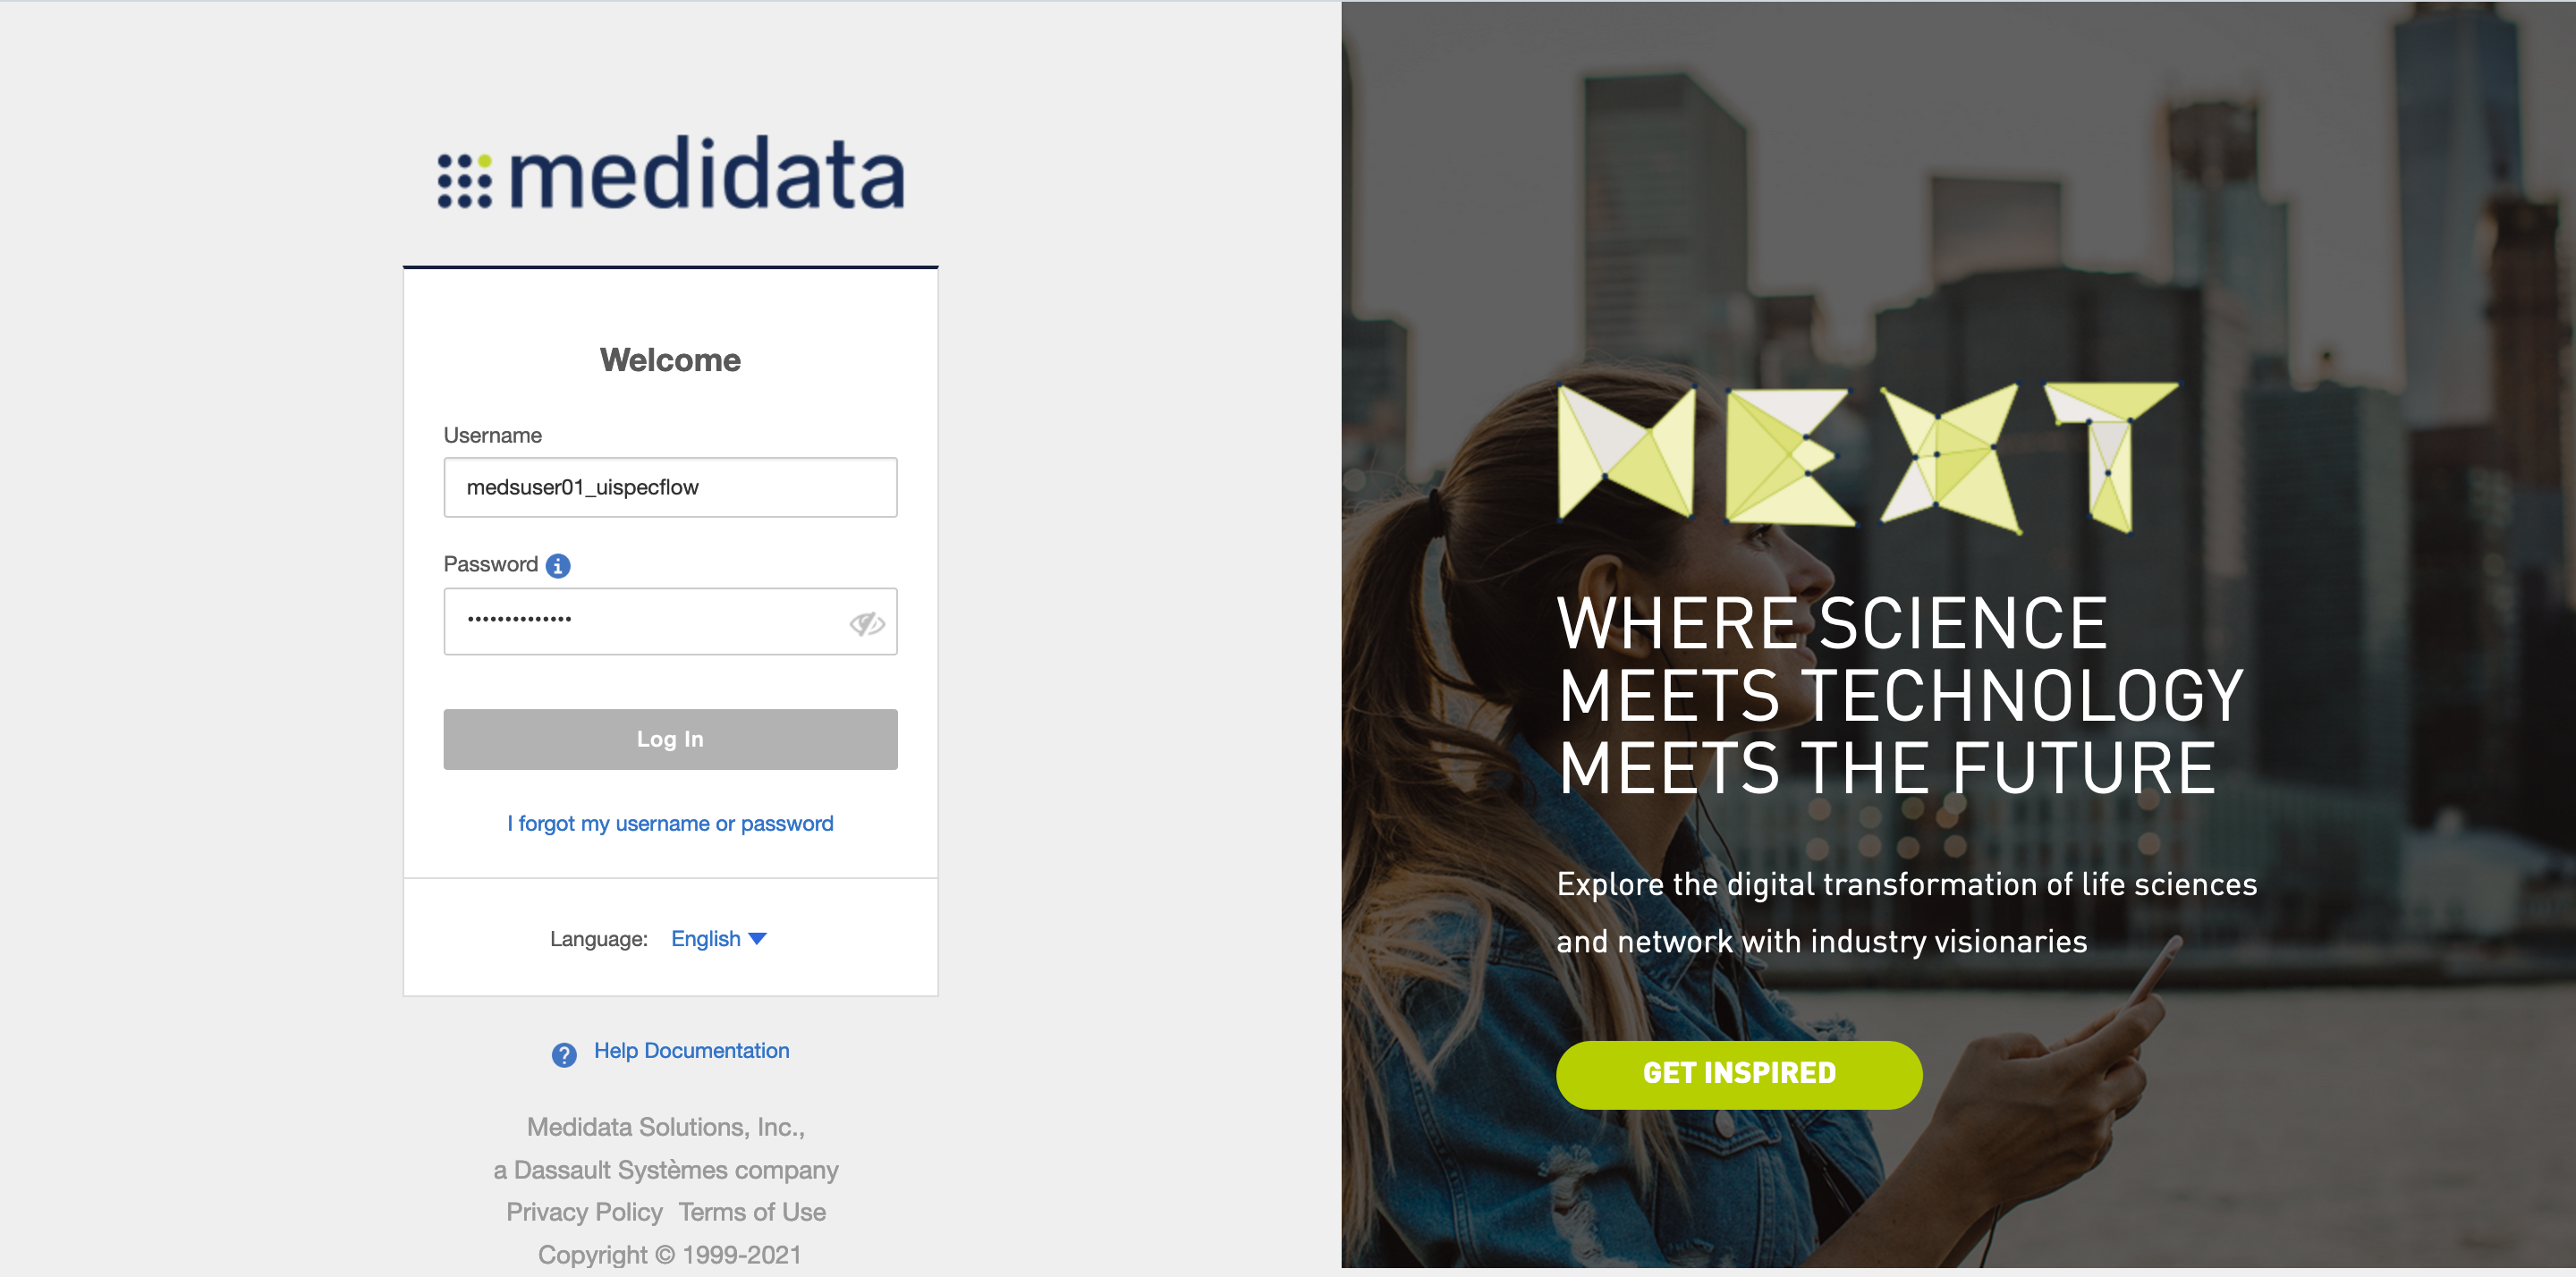 medidata
Welcome
Username
medsuser01_uispecflow
Password
••••••••••••••
Log In
I forgot my username or password
Language: English
Help Documentation
Medidata Solutions, Inc.,
a Dassault Systèmes company
Privacy Policy Terms of Use
Copyright © 1999-2021
NEXT
WHERE SCIENCE
MEETS TECHNOLOGY
MEETS THE FUTURE
Explore the digital transformation of life sciences
and network with industry visionaries
GET INSPIRED